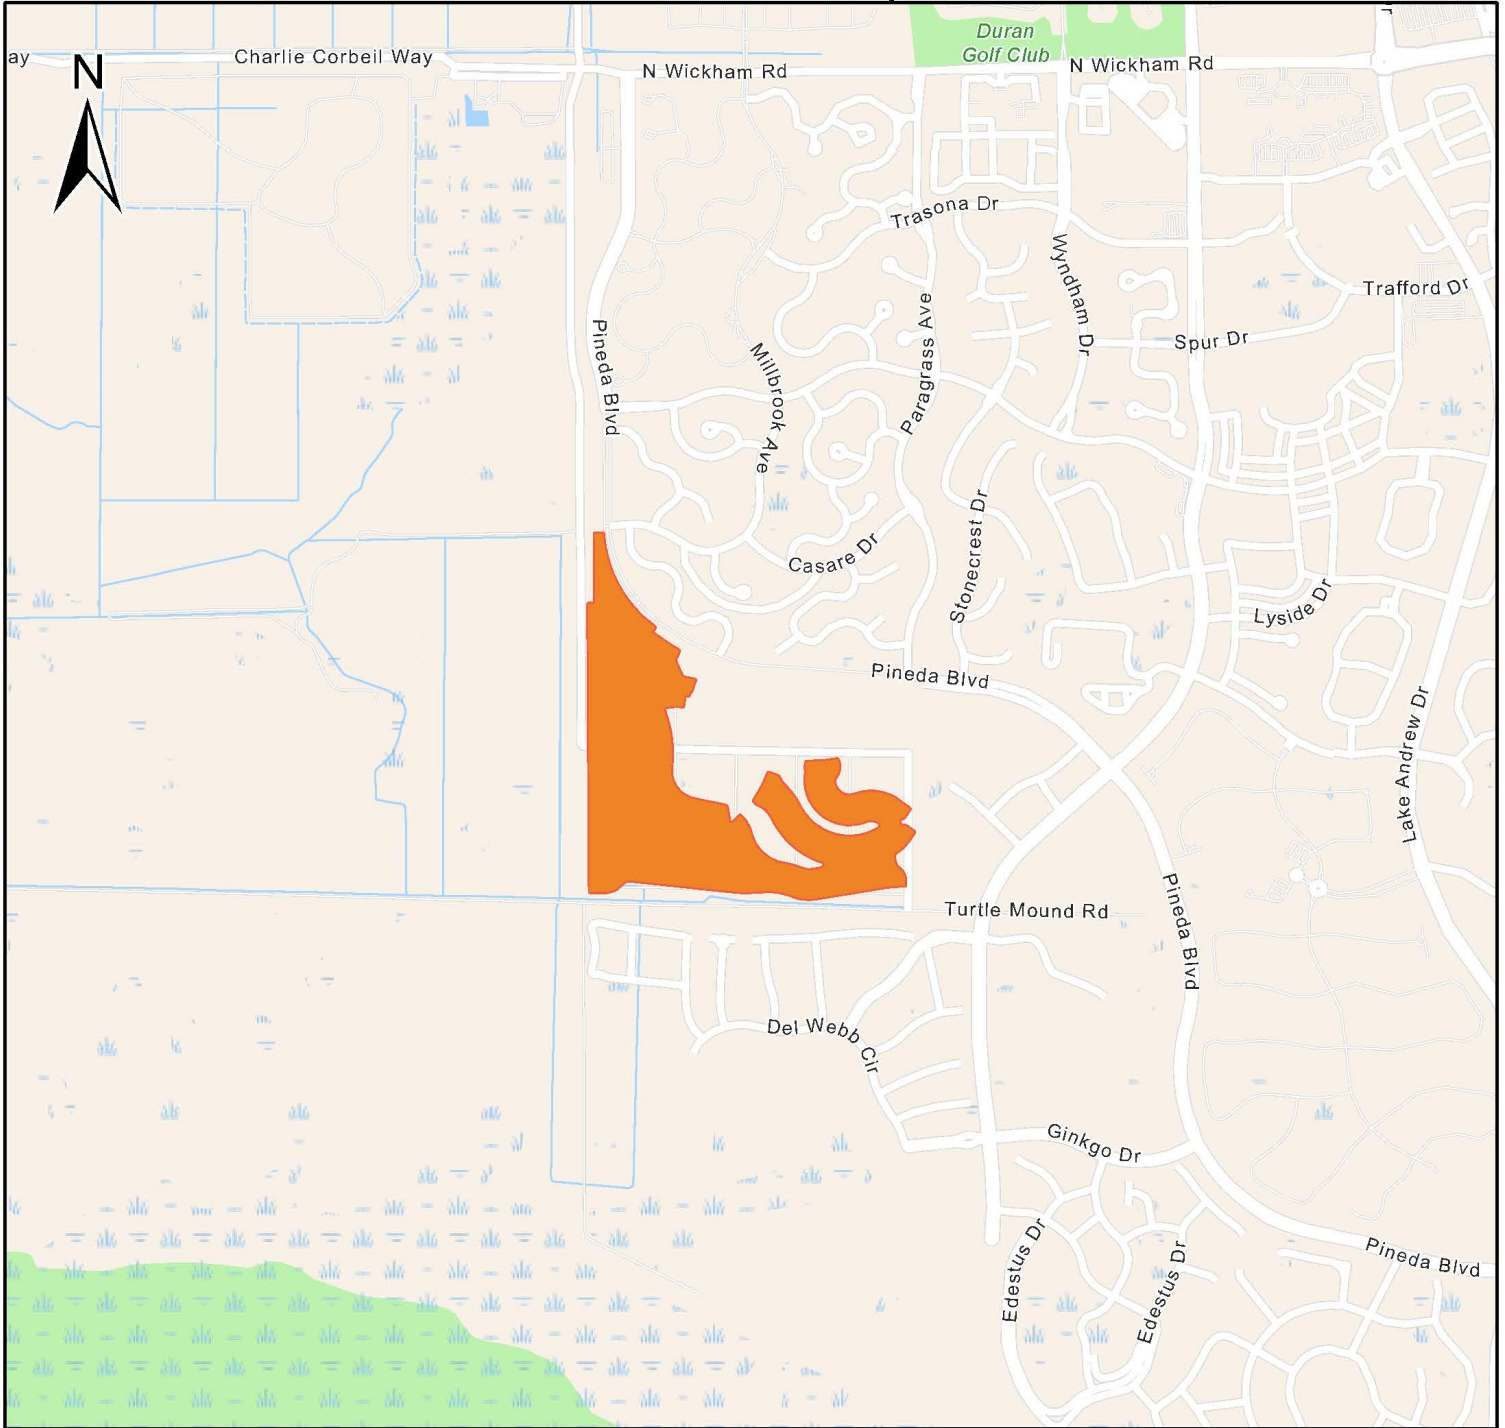 Duran
Golf Club
ay
Charlie Corbeil Way
N Wickham Rd
N Wickham Rd
N
Trasona Dr
Wyndham Dr
Trafford Dr
Pineda Blvd
Paragrass Ave
Spur Dr
Millbrook Ave
Casare Dr
Stonecrest Dr
Lyside Dr
Pineda Blvd
Lake Andrew Dr
Turtle Mound Rd
Pineda Blvd
Del Webb Cir
Ginkgo Dr
Edestus Dr
Edestus Dr
Pineda Blvd